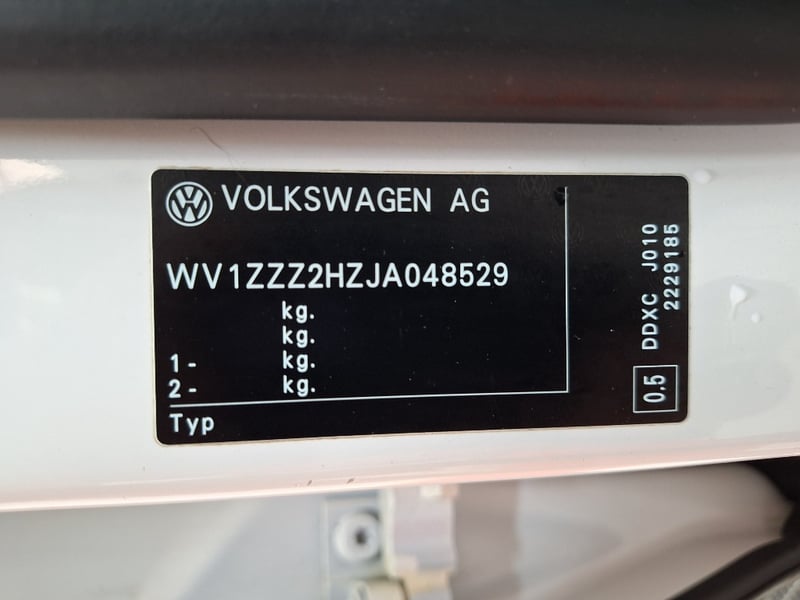 VOLKSWAGEN AG
WV1ZZZ2HZJA048529
kg.
kg.
1- kg.
2- kg.
Typ
DDXC J010
2229185
0,5